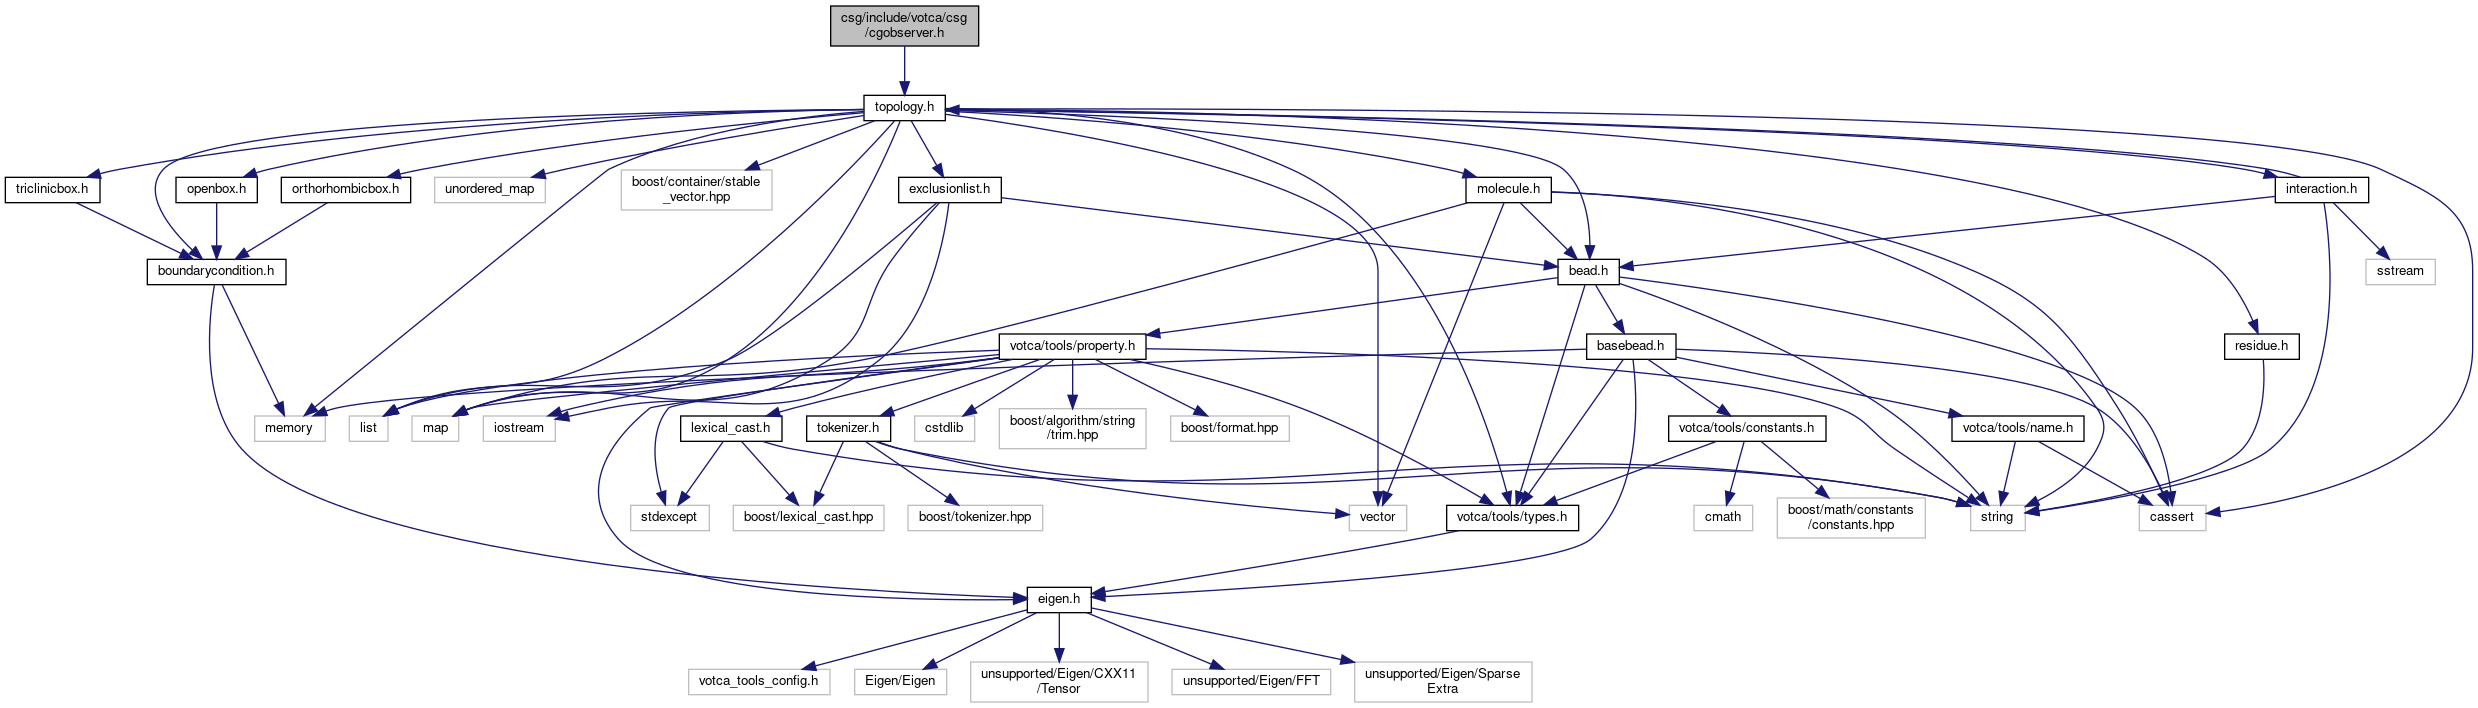 csg/include/votca/csg
/cgobserver.h
topology.h
triclinicbox.h
openbox.h
orthorhombicbox.h
unordered_map
boost/container/stable
_vector.hpp
exclusionlist.h
molecule.h
interaction.h
boundarycondition.h
bead.h
sstream
votca/tools/property.h
basebead.h
residue.h
memory
list
map
iostream
lexical_cast.h
tokenizer.h
cstdlib
boost/algorithm/string
/trim.hpp
boost/format.hpp
votca/tools/constants.h
votca/tools/name.h
stdexcept
boost/lexical_cast.hpp
boost/tokenizer.hpp
vector
votca/tools/types.h
cmath
boost/math/constants
/constants.hpp
string
cassert
eigen.h
votca_tools_config.h
Eigen/Eigen
unsupported/Eigen/CXX11
/Tensor
unsupported/Eigen/FFT
unsupported/Eigen/Sparse
Extra